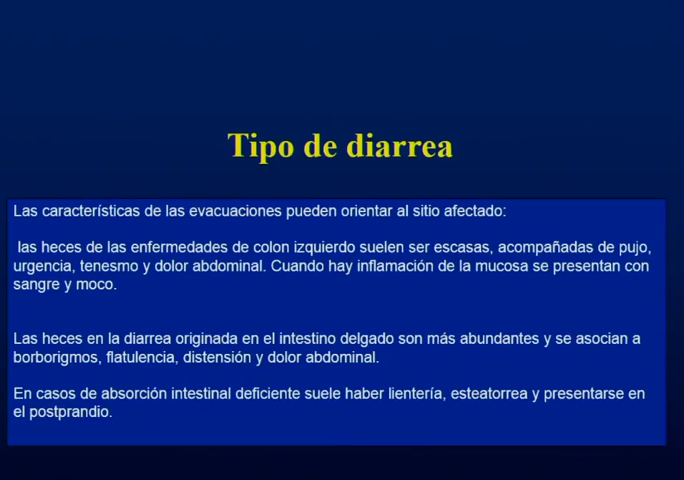 Tipo de diarrea
Las características de las evacuaciones pueden orientar al sitio afectado:
las heces de las enfermedades de colon izquierdo suelen ser escasas, acompañadas de pujo,
urgencia, tenesmo y dolor abdominal. Cuando hay inflamación de la mucosa se presentan con
sangre y moco.
Las heces en la diarrea originada en el intestino delgado son más abundantes y se asocian a
borborigmos, flatulencia, distensión y dolor abdominal.
En casos de absorción intestinal deficiente suele haber lientería, esteatorrea y presentarse en
el postprandio.